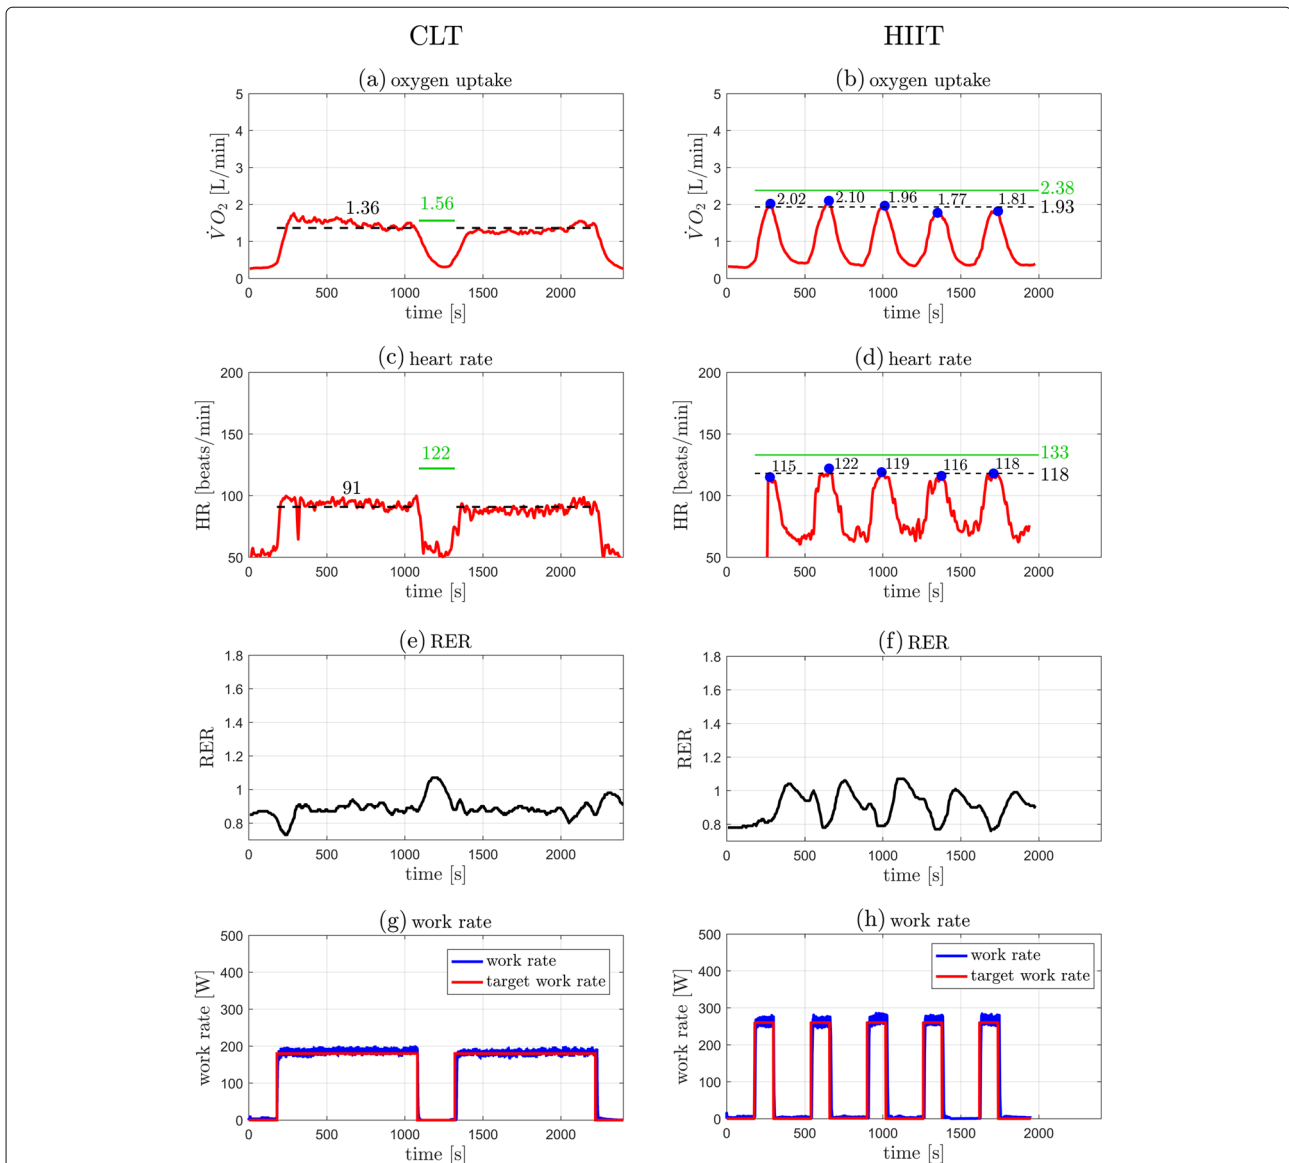 CLT HIIT
(a) oxygen uptake
5
4
3
2
1
0
V̇O2 [L/min]
1.36
1.56
0 500 1000 1500 2000
time [s]
(b) oxygen uptake
5
4
3
2
1
0
V̇O2 [L/min]
2.38
2.02 2.10 1.96 1.77 1.81
1.93
0 500 1000 1500 2000
time [s]
(c) heart rate
200
150
100
50
HR [beats/min]
122
91
0 500 1000 1500 2000
time [s]
(d) heart rate
200
150
100
50
HR [beats/min]
133
115 122 119 116 118
118
0 500 1000 1500 2000
time [s]
(e) RER
1.8
1.6
1.4
1.2
1
0.8
RER
0 500 1000 1500 2000
time [s]
(f) RER
1.8
1.6
1.4
1.2
1
0.8
RER
0 500 1000 1500 2000
time [s]
(g) work rate
500
400
300
200
100
0
work rate [W]
work rate
target work rate
0 500 1000 1500 2000
time [s]
(h) work rate
500
400
300
200
100
0
work rate [W]
work rate
target work rate
0 500 1000 1500 2000
time [s]